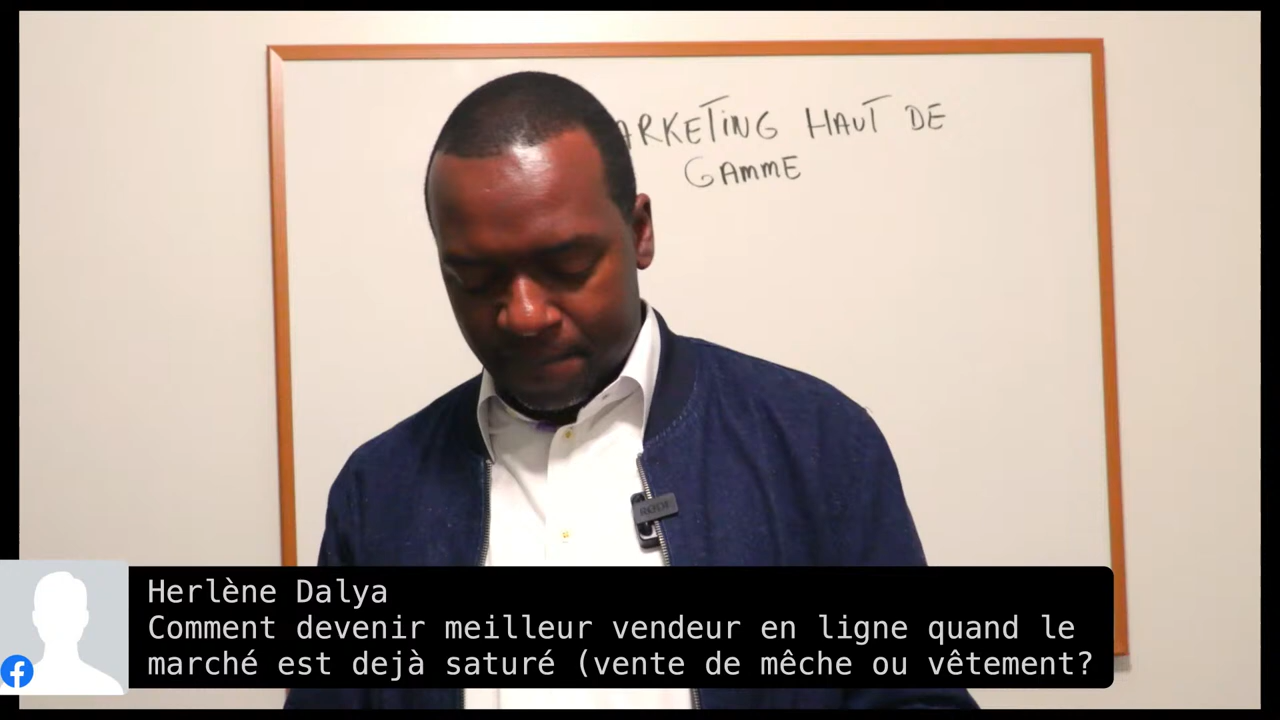 ARKETING HAUT DE
GAMME
RODE
Herlène Dalya
Comment devenir meilleur vendeur en ligne quand le
marché est dejà saturé (vente de mêche ou vêtement?